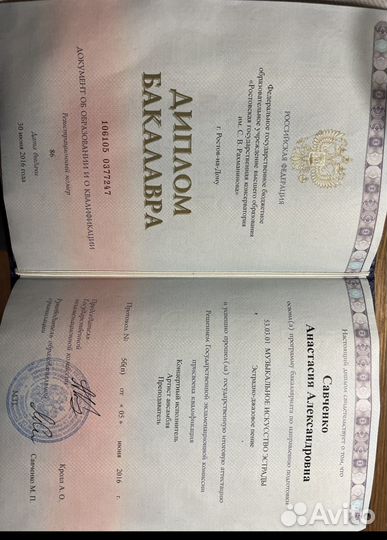 РОССИЙСКАЯ ФЕДЕРАЦИЯ
Федеральное государственное бюджетное
образовательное учреждение высшего образования
«Ростовская государственная консерватория
им. С. В. Рахманинова»
г. Ростов-на-Дону
ДИПЛОМ
БАКАЛАВРА
106105 0377247
ДОКУМЕНТ ОБ ОБРАЗОВАНИИ И О КВАЛИФИКАЦИИ
Регистрационный номер
86
Дата выдачи
30 июня 2016 года
Настоящий диплом свидетельствует о том, что
Савченко
Анастасия Александровна
освоил(а) программу бакалавриата по направлению подготовки
53.03.01 МУЗЫКАЛЬНОЕ ИСКУССТВО ЭСТРАДЫ
Эстрадно-джазовое пение
и успешно прошел(ла) государственную итоговую аттестацию
Решением Государственной экзаменационной комиссии
присвоена квалификация
Концертный исполнитель
Артист ансамбля
Преподаватель
Протокол № 50(п) от « 05 » июня 2016 г.
Председатель
Государственной
экзаменационной комиссии
Кролл А. О.
Руководитель образовательной
организации
Савченко М. П.
Avito